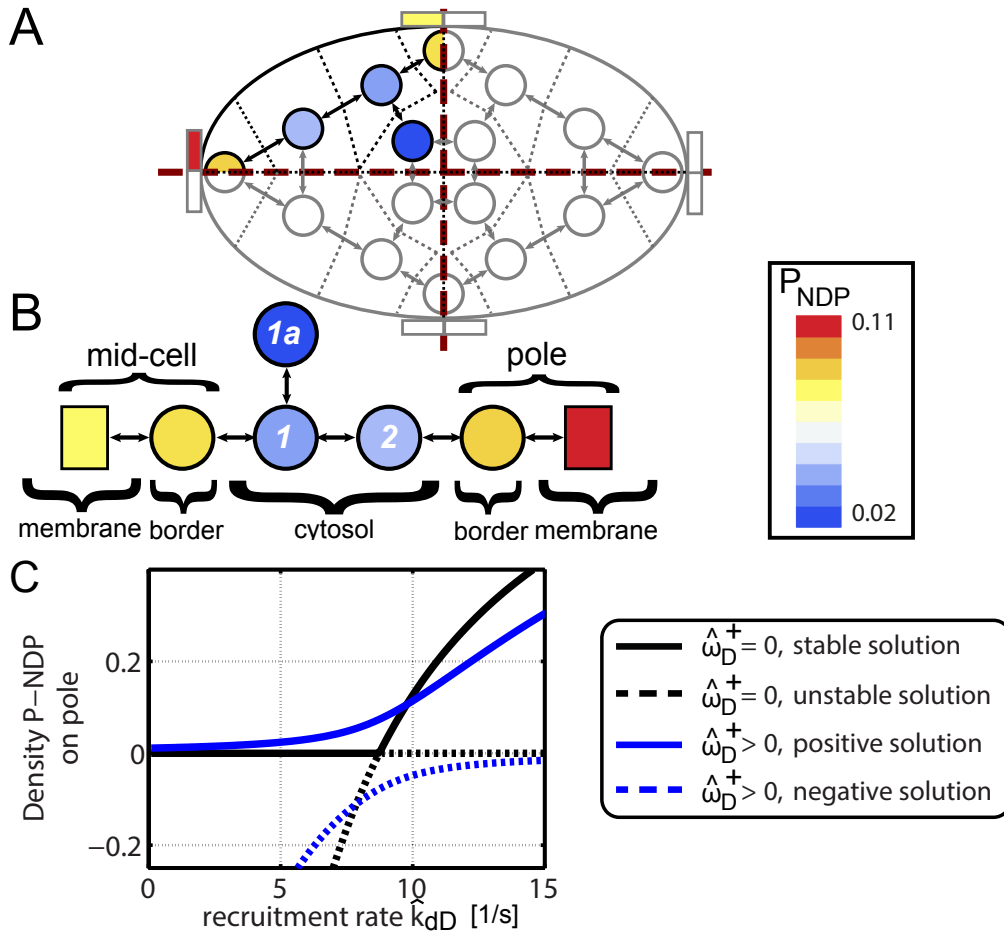 A
B
1a
mid-cell
pole
1
2
membrane
border
cytosol
border
membrane
P_NDP
0.11
0.02
C
Density P−NDP
on pole
0.2
0
−0.2
0
5
10
15
recruitment rate k̂_dD [1/s]
ω̂_D^+ = 0, stable solution
ω̂_D^+ = 0, unstable solution
ω̂_D^+ > 0, positive solution
ω̂_D^+ > 0, negative solution